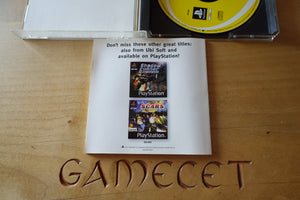 Don't miss these other great titles:
also from Ubi Soft and
available on PlayStation!
PlayStation
S.C.A.R.S
PlayStation
GAMECET